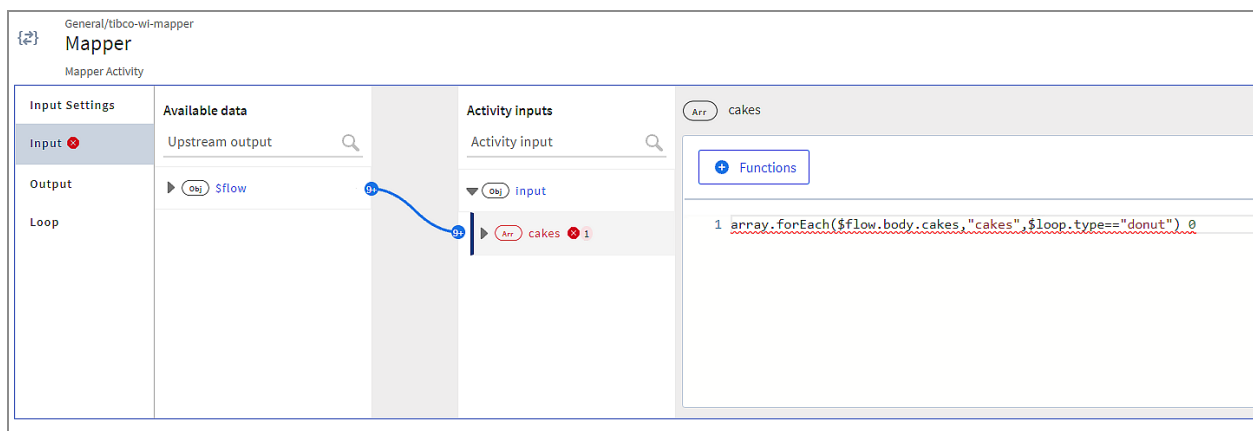 General/tibco-wi-mapper
Mapper
Mapper Activity
Input Settings
Input
Output
Loop
Available data
Upstream output
Obj $flow
9+
Activity inputs
Activity input
Obj input
9+
Arr cakes 1
Arr cakes
Functions
1 array.forEach($flow.body.cakes,"cakes",$loop.type=="donut") 0